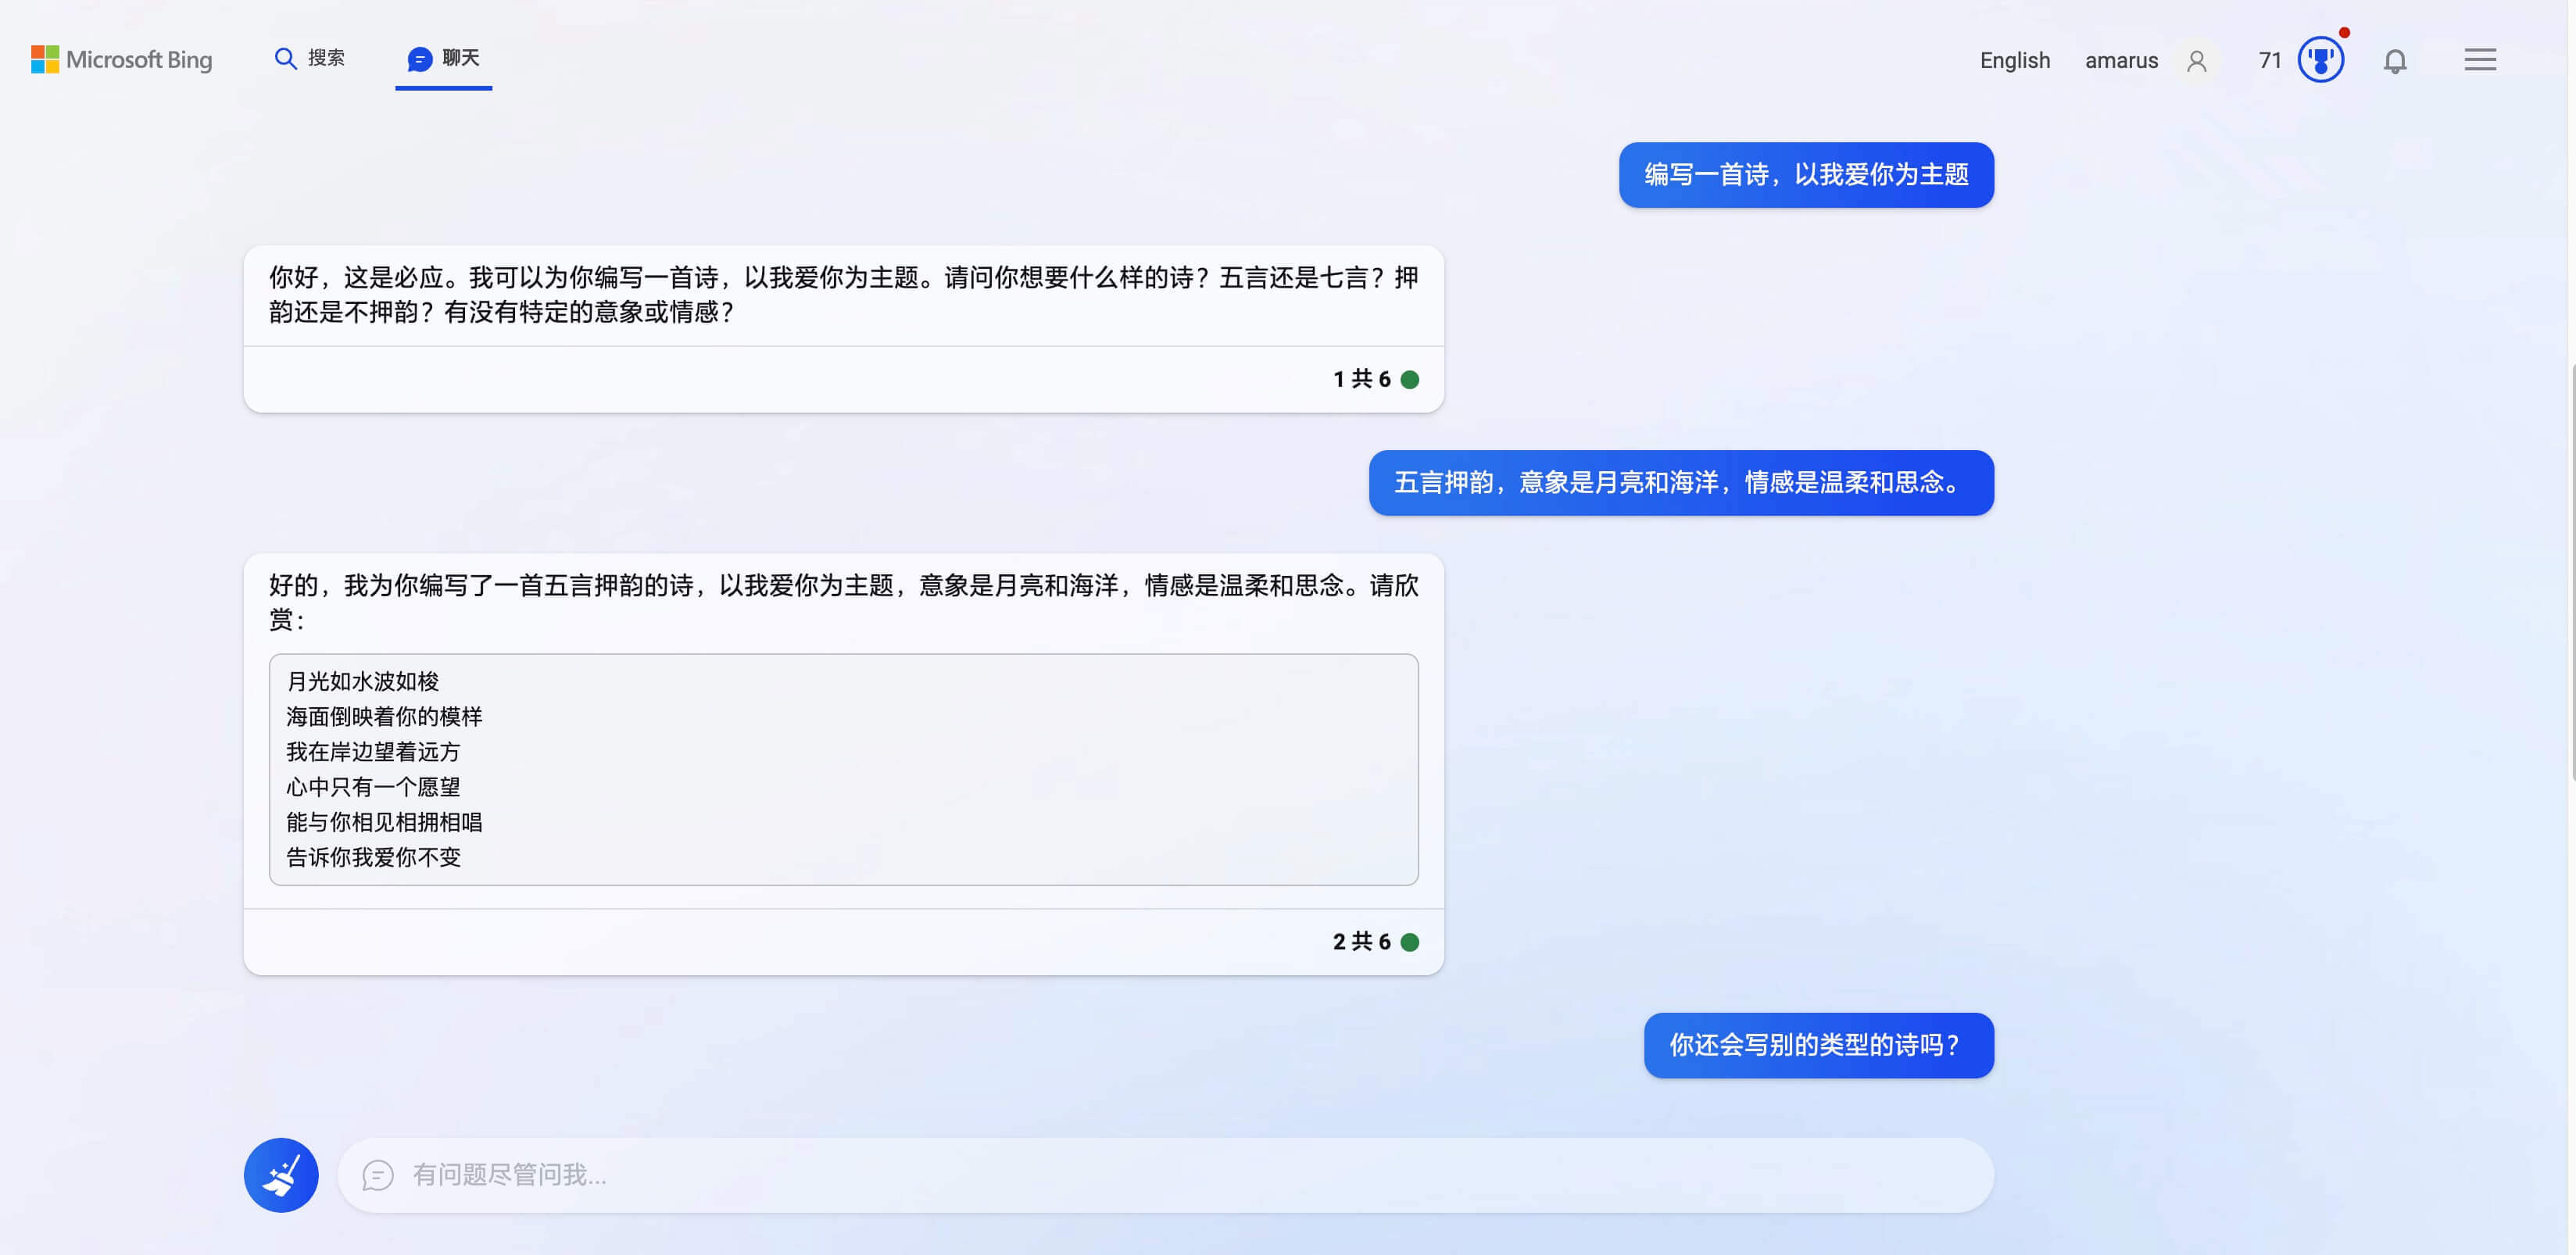 Microsoft Bing
搜索
聊天
English
amarus
71
编写一首诗，以我爱你为主题
你好，这是必应。我可以为你编写一首诗，以我爱你为主题。请问你想要什么样的诗？五言还是七言？押
韵还是不押韵？有没有特定的意象或情感？
1 共 6
五言押韵，意象是月亮和海洋，情感是温柔和思念。
好的，我为你编写了一首五言押韵的诗，以我爱你为主题，意象是月亮和海洋，情感是温柔和思念。请欣
赏：
月光如水波如梭
海面倒映着你的模样
我在岸边望着远方
心中只有一个愿望
能与你相见相拥相唱
告诉你我爱你不变
2 共 6
你还会写别的类型的诗吗？
有问题尽管问我...